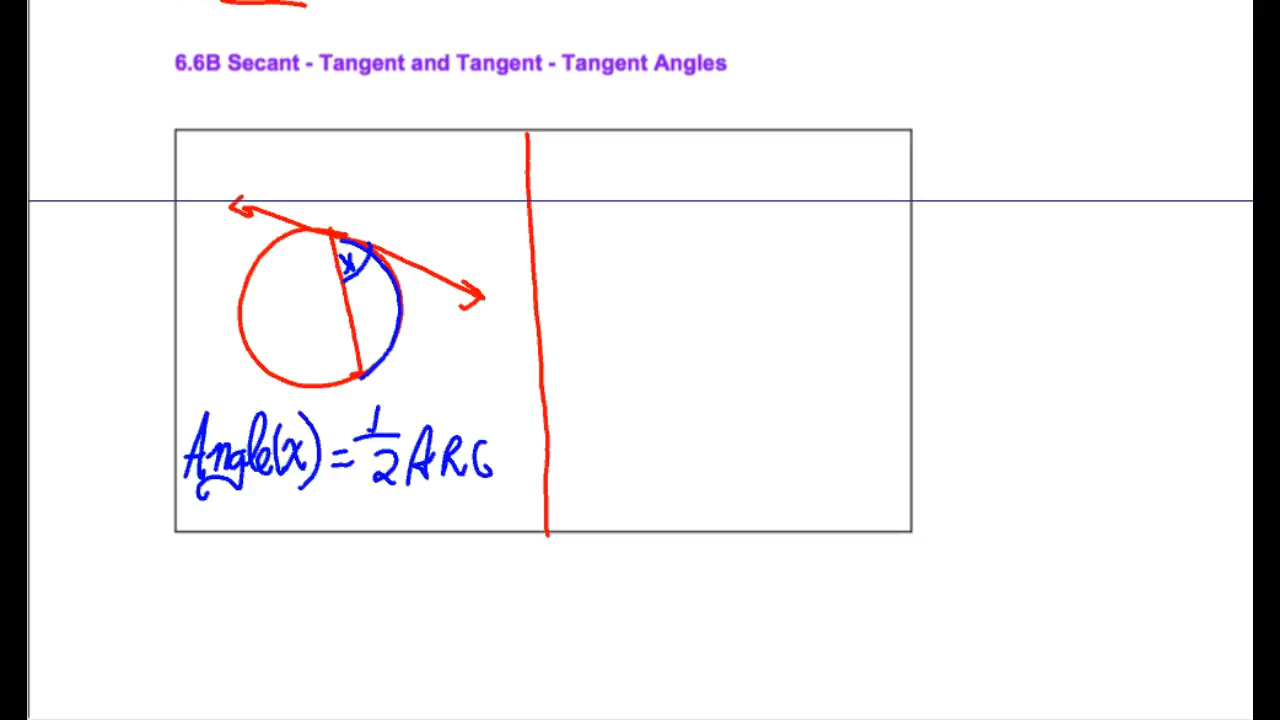 6.6B Secant - Tangent and Tangent - Tangent Angles
x
Angle(x) = 1/2 ARC